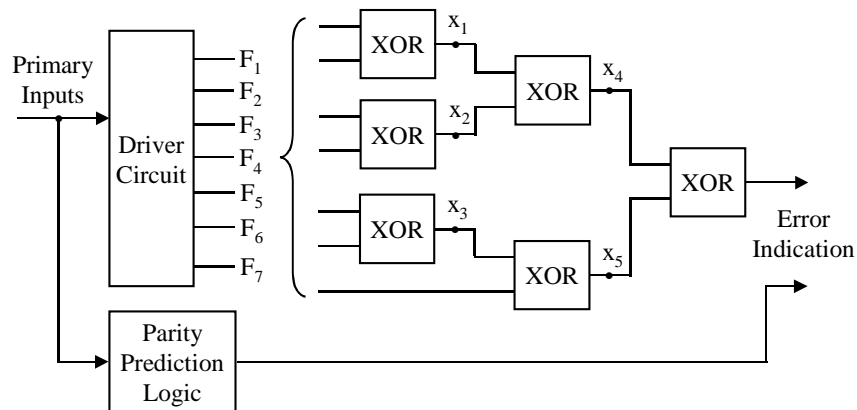 Primary
Inputs
Driver
Circuit
F1
F2
F3
F4
F5
F6
F7
XOR
x1
XOR
x2
XOR
x3
XOR
x4
XOR
x5
XOR
Error
Indication
Parity
Prediction
Logic